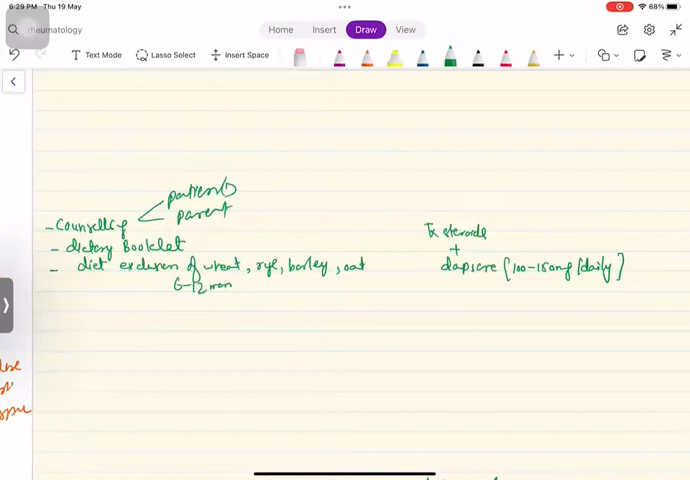 6:29 PM Thu 19 May
88%
rheumatology
Home Insert Draw View
Text Mode Lasso Select Insert Space
patient
- Counselling
parent
- dietary Booklet
- diet exclusion of wheat, rye, barley, oat
6-12 mon
Tx steroids
+
dapsone [100-150mg/daily]